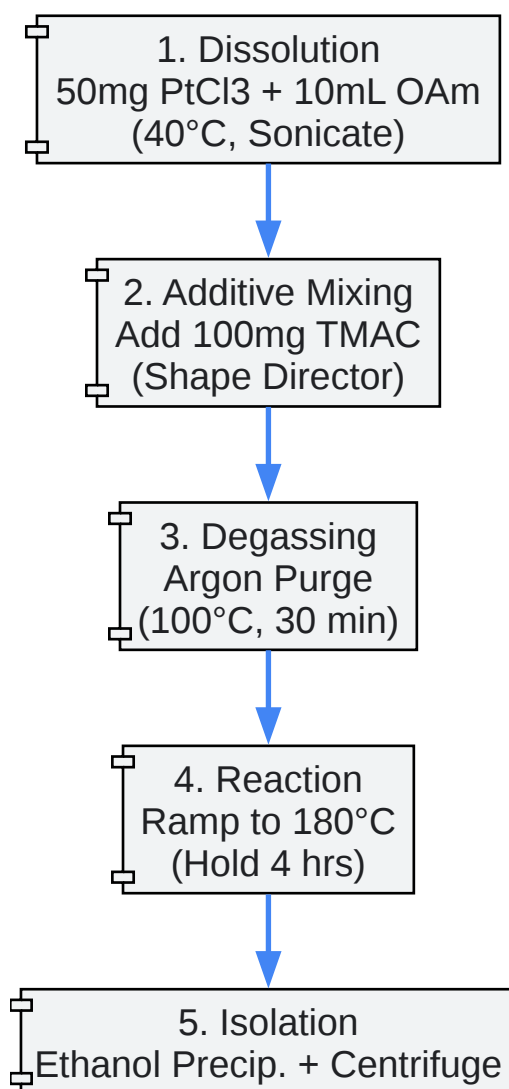 1. Dissolution
50mg PtCl3 + 10mL OAm
(40°C, Sonicate)
2. Additive Mixing
Add 100mg TMAC
(Shape Director)
3. Degassing
Argon Purge
(100°C, 30 min)
4. Reaction
Ramp to 180°C
(Hold 4 hrs)
5. Isolation
Ethanol Precip. + Centrifuge